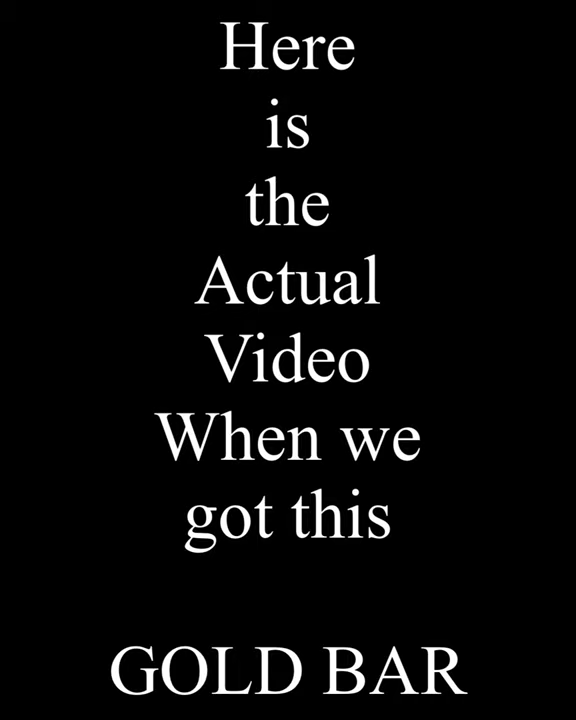 Here
is
the
Actual
Video
When we
got this
GOLD BAR